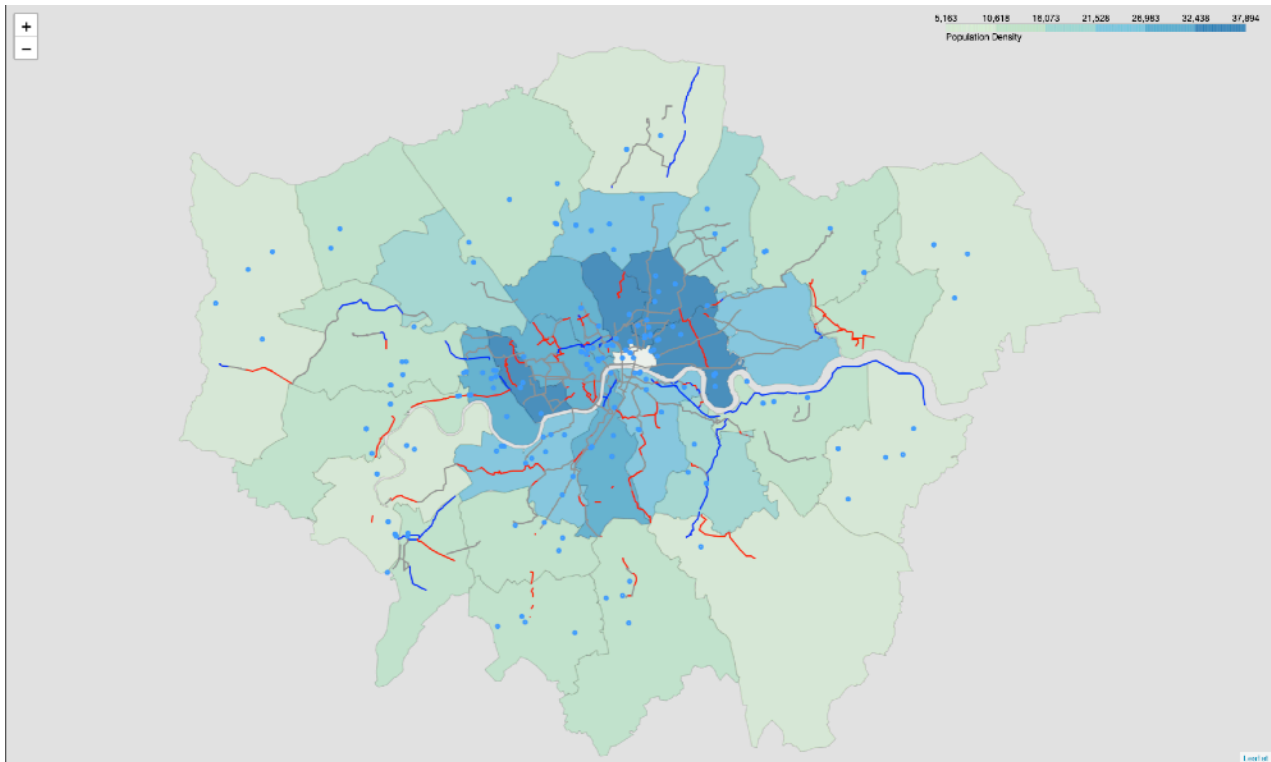 +
−
5,163 10,618 16,073 21,528 26,983 32,438 37,894
Population Density
Leaflet